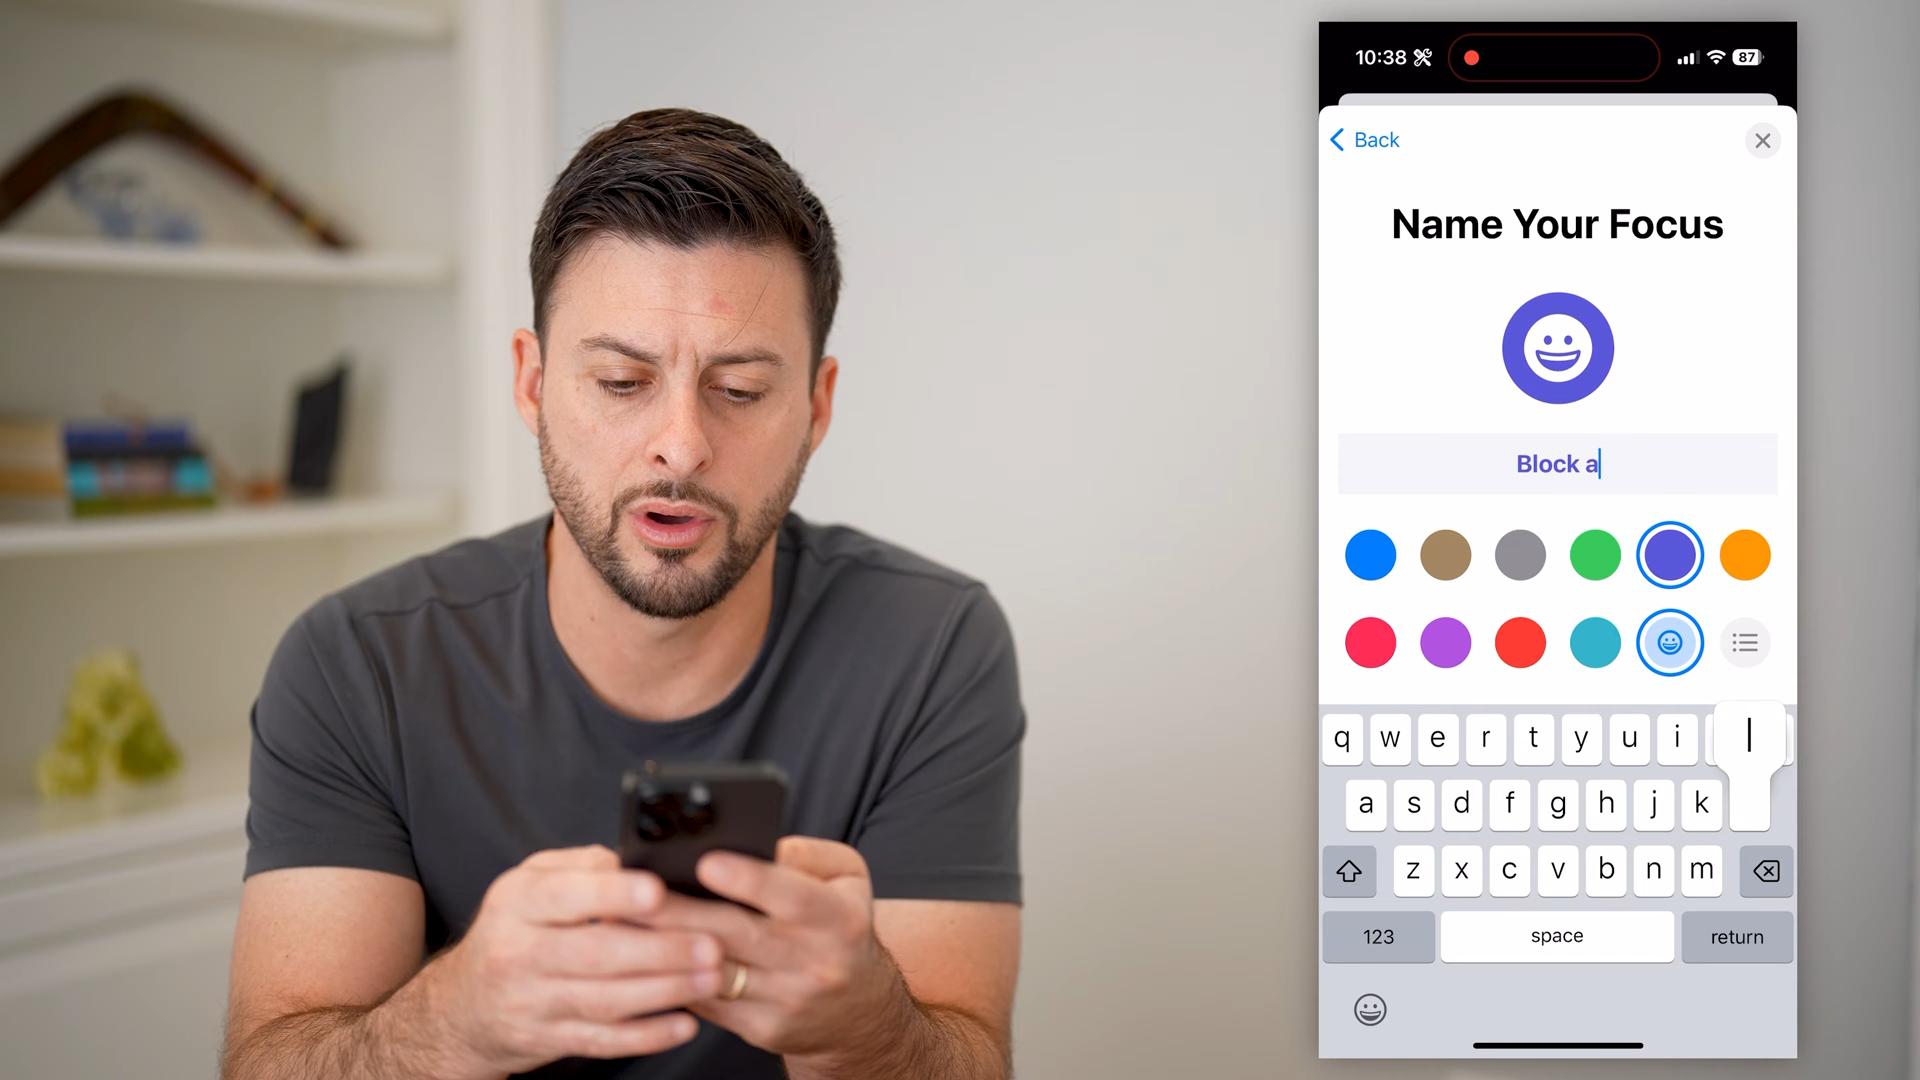 10:38
87
Back
Name Your Focus
Block a
q w e r t y u i l
a s d f g h j k
z x c v b n m
123 space return